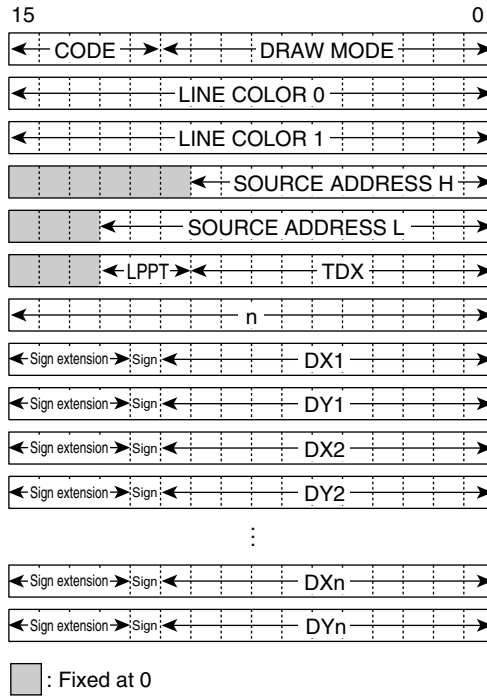 15 0
CODE DRAW MODE
LINE COLOR 0
LINE COLOR 1
SOURCE ADDRESS H
SOURCE ADDRESS L
LPPT TDX
n
Sign extension Sign DX1
Sign extension Sign DY1
Sign extension Sign DX2
Sign extension Sign DY2
⋮
Sign extension Sign DXn
Sign extension Sign DYn
: Fixed at 0